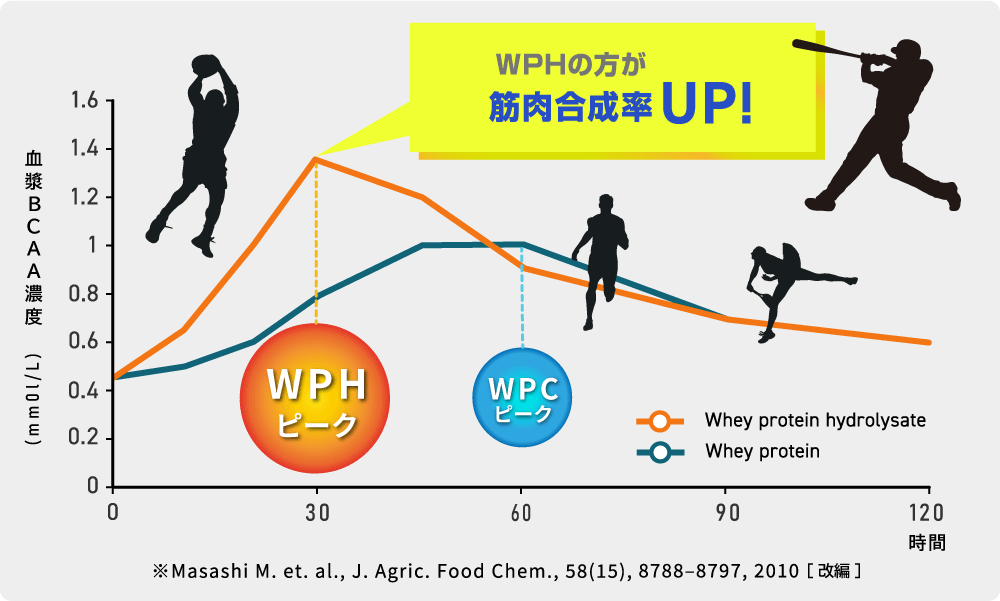 WPHの方が
筋肉合成率 UP!
1.6
1.4
1.2
1
0.8
0.6
0.4
0.2
0
血漿BCAA濃度 (mmol/L)
WPH
ピーク
WPC
ピーク
Whey protein hydrolysate
Whey protein
0 30 60 90 120
時間
※Masashi M. et. al., J. Agric. Food Chem., 58(15), 8788–8797, 2010 [ 改編 ]